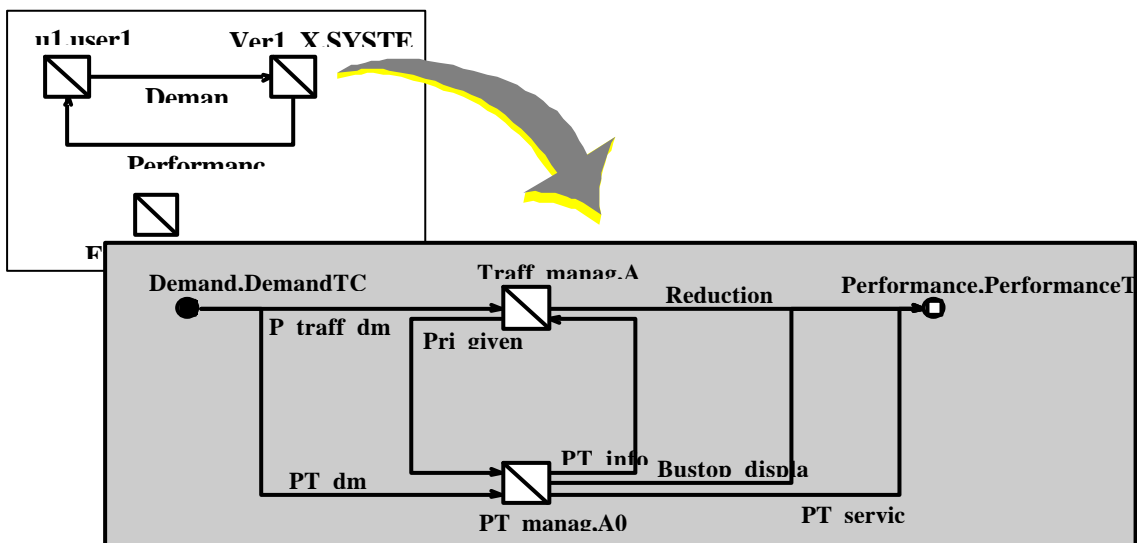 u1.user1
Ver1_X.SYSTE
Deman
Performanc
Demand.DemandTC
Traff_manag.A
Reduction
Performance.PerformanceT
P_traff_dm
Pri_given
PT_info
Bustop_displa
PT_dm
PT_servic
PT_manag.A0